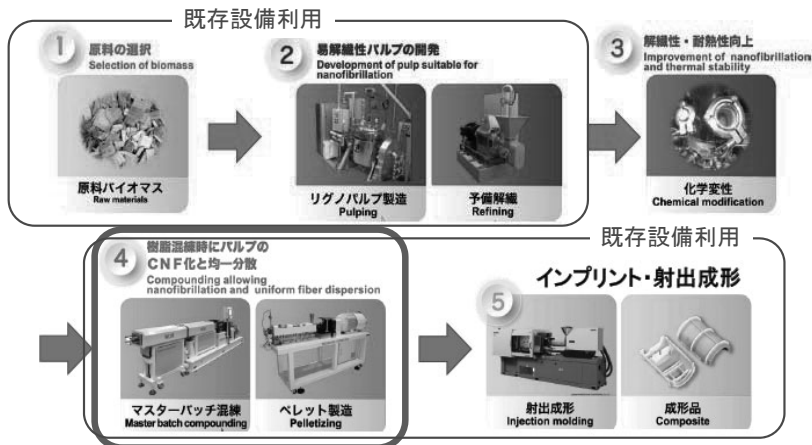 既存設備利用
1
原料の選択
Selection of biomass
原料バイオマス
Raw materials
2
易解繊性パルプの開発
Development of pulp suitable for
nanofibrillation
リグノパルプ製造
Pulping
予備解繊
Refining
3
解繊性・耐熱性向上
Improvement of nanofibrillation
and thermal stability
化学変性
Chemical modification
4
樹脂混練時にパルプの
CNF化と均一分散
Compounding allowing
nanofibrillation and uniform fiber dispersion
マスターバッチ混練
Master batch compounding
ペレット製造
Pelletizing
既存設備利用
5
インプリント・射出成形
射出成形
Injection molding
成形品
Composite